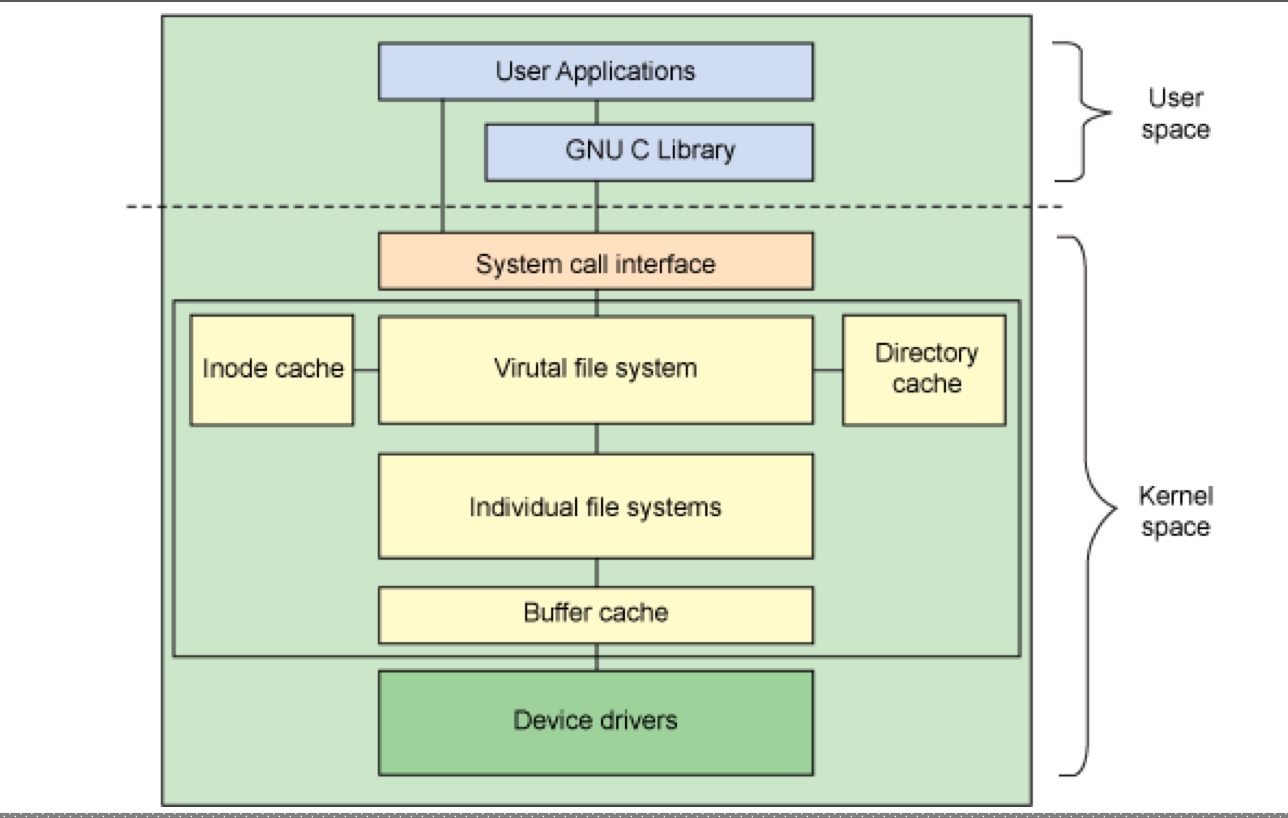 User Applications
User
space
GNU C Library
System call interface
Inode cache
Virutal file system
Directory
cache
Individual file systems
Kernel
space
Buffer cache
Device drivers